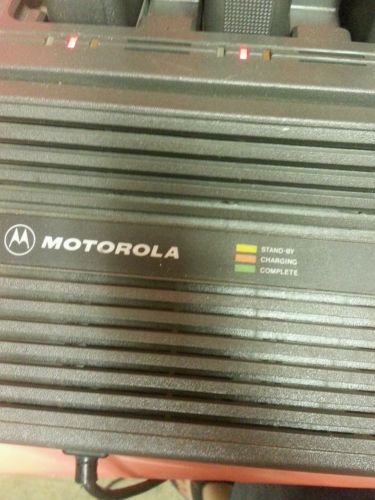 MOTOROLA
STAND-BY
CHARGING
COMPLETE